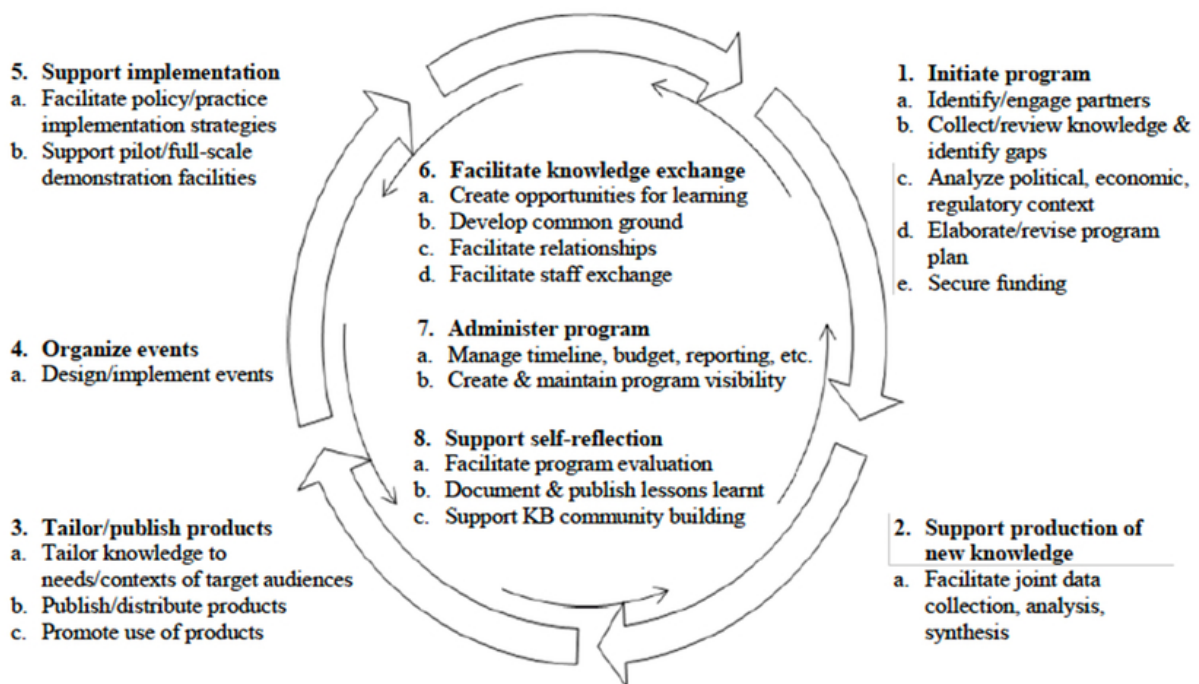 5. Support implementation
a. Facilitate policy/practice
implementation strategies
b. Support pilot/full-scale
demonstration facilities
1. Initiate program
a. Identify/engage partners
b. Collect/review knowledge &
identify gaps
c. Analyze political, economic,
regulatory context
d. Elaborate/revise program
plan
e. Secure funding
6. Facilitate knowledge exchange
a. Create opportunities for learning
b. Develop common ground
c. Facilitate relationships
d. Facilitate staff exchange
7. Administer program
a. Manage timeline, budget, reporting, etc.
b. Create & maintain program visibility
8. Support self-reflection
a. Facilitate program evaluation
b. Document & publish lessons learnt
c. Support KB community building
4. Organize events
a. Design/implement events
3. Tailor/publish products
a. Tailor knowledge to
needs/contexts of target audiences
b. Publish/distribute products
c. Promote use of products
2. Support production of
new knowledge
a. Facilitate joint data
collection, analysis,
synthesis